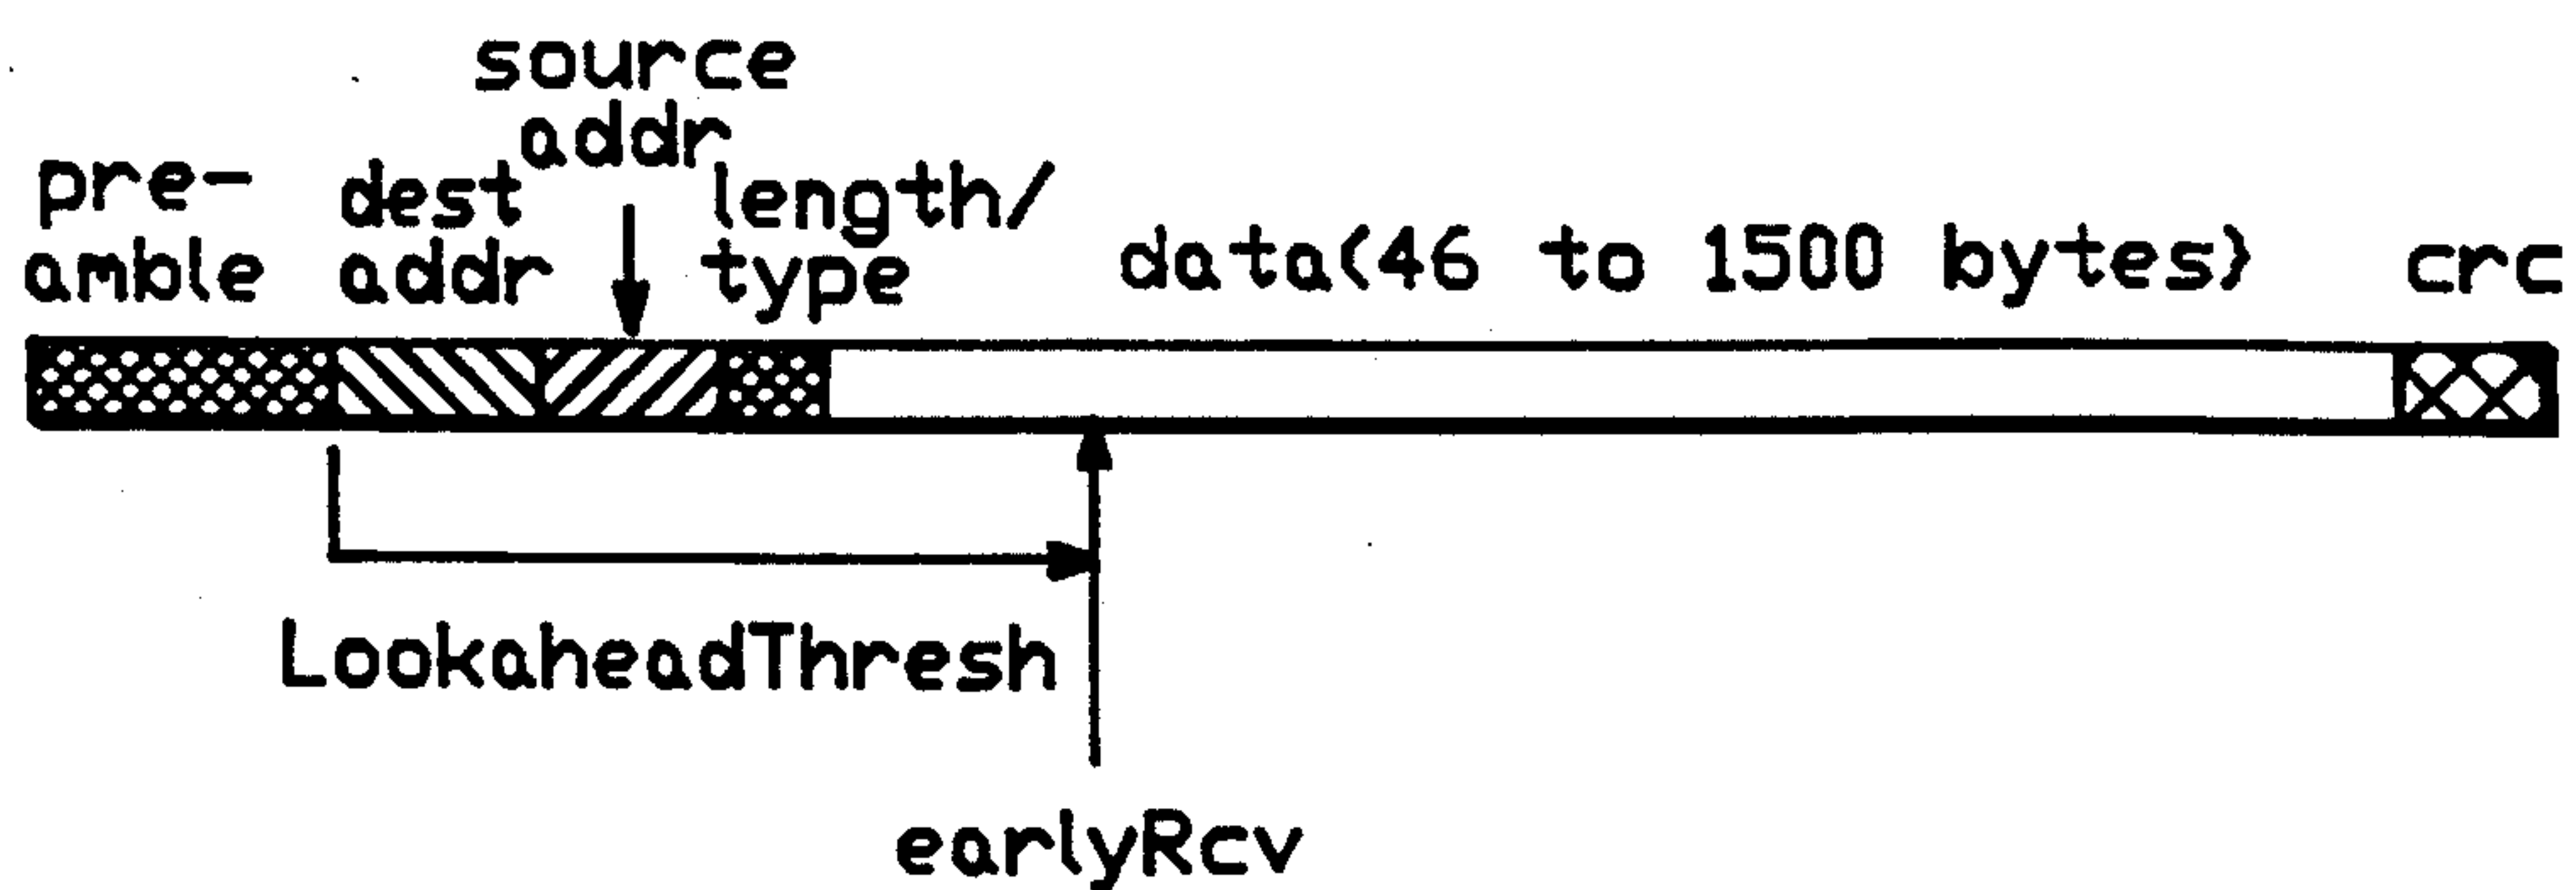 pre-
amble
dest
addr
source
addr
length/
type
data(46 to 1500 bytes)
crc
LookaheadThresh
earlyRcv